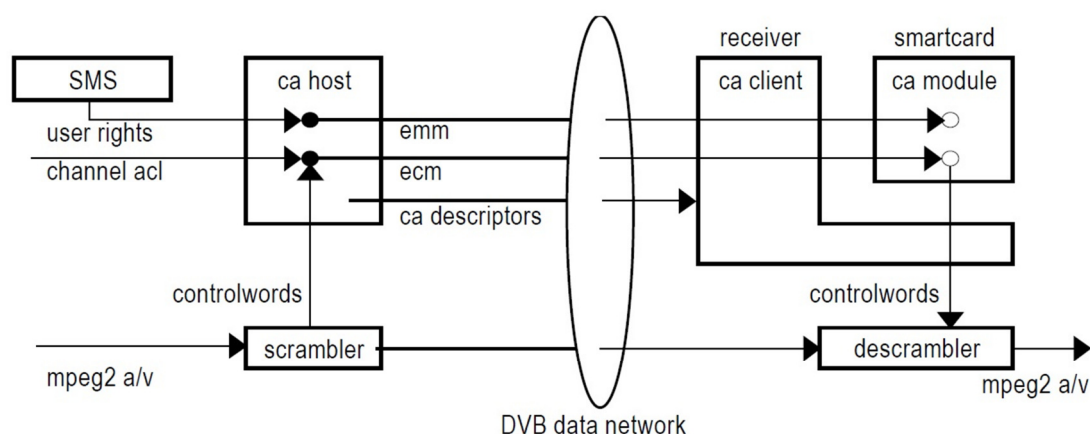 receiver
smartcard
SMS
ca host
ca client
ca module
user rights
emm
channel acl
ecm
ca descriptors
controlwords
controlwords
scrambler
descrambler
mpeg2 a/v
mpeg2 a/v
DVB data network